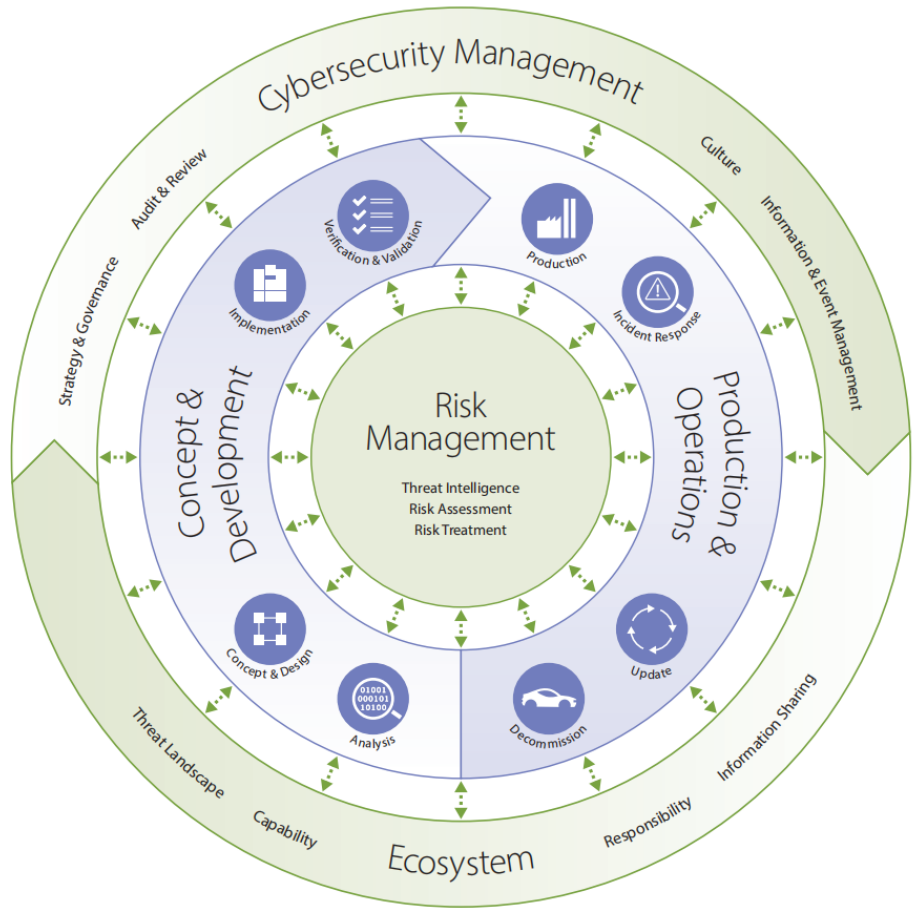 Cybersecurity Management
Strategy & Governance
Audit & Review
Culture
Information & Event Management
Concept &
Development
Verification & Validation
Implementation
Concept & Design
01001
000101
10100
Analysis
Production &
Operations
Production
Incident Response
Update
Decommission
Risk
Management
Threat Intelligence
Risk Assessment
Risk Treatment
Threat Landscape
Capability
Ecosystem
Responsibility
Information Sharing